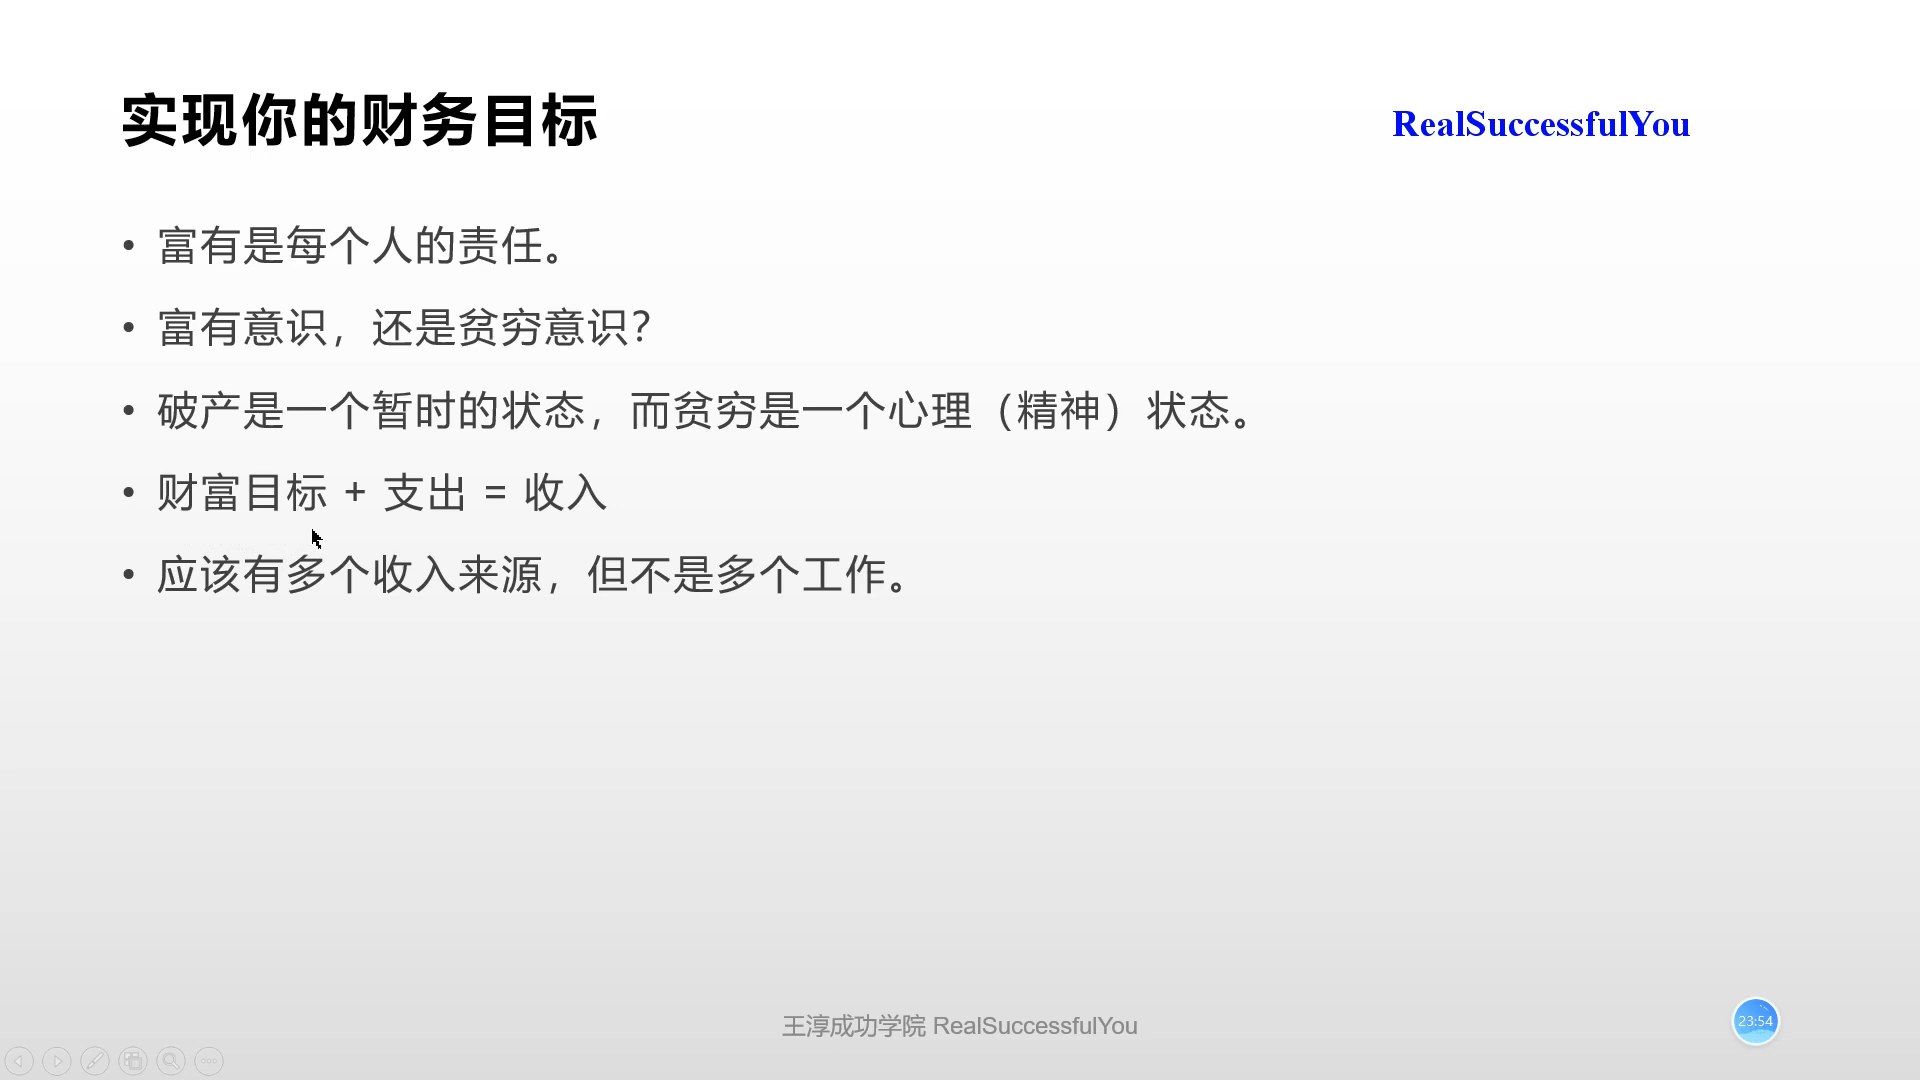 实现你的财务目标
RealSuccessfulYou
• 富有是每个人的责任。
• 富有意识，还是贫穷意识？
• 破产是一个暂时的状态，而贫穷是一个心理（精神）状态。
• 财富目标 + 支出 = 收入
• 应该有多个收入来源，但不是多个工作。
王淳成功学院 RealSuccessfulYou
23:54